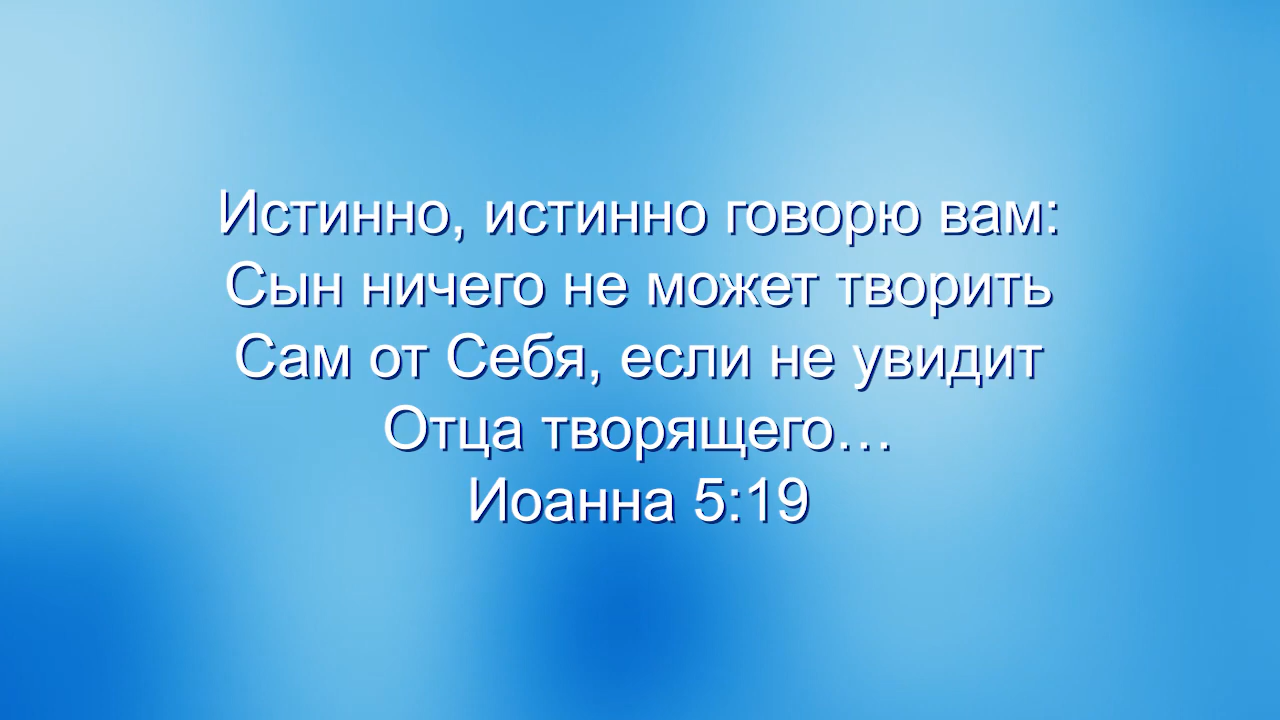 Истинно, истинно говорю вам:
Сын ничего не может творить
Сам от Себя, если не увидит
Отца творящего…
Иоанна 5:19